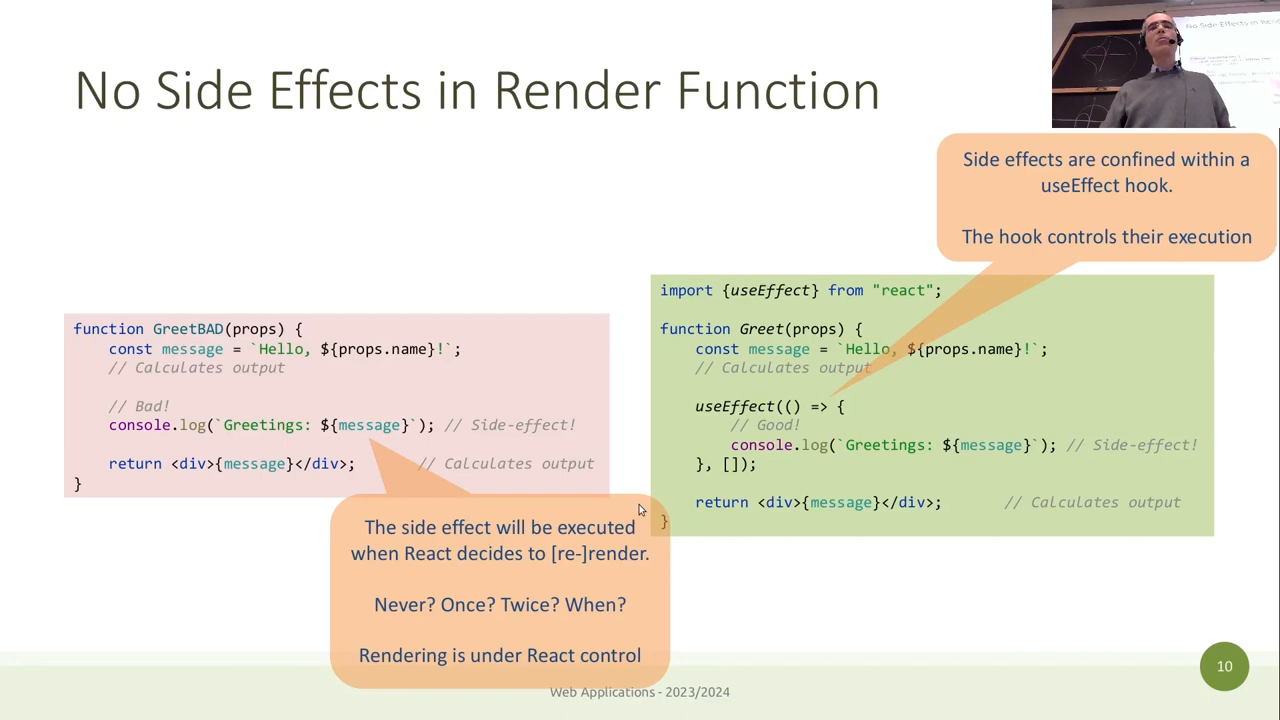 No Side Effects in Render Function
No Side Effects in Rend
Side effects are confined within a
useEffect hook.
The hook controls their execution
function GreetBAD(props) {
const message = `Hello, ${props.name}!`;
// Calculates output
// Bad!
console.log(`Greetings: ${message}`); // Side-effect!
return <div>{message}</div>; // Calculates output
}
The side effect will be executed
when React decides to [re-]render.
Never? Once? Twice? When?
Rendering is under React control
import {useEffect} from "react";
function Greet(props) {
const message = `Hello, ${props.name}!`;
// Calculates output
useEffect(() => {
// Good!
console.log(`Greetings: ${message}`); // Side-effect!
}, []);
return <div>{message}</div>; // Calculates output
}
10
Web Applications - 2023/2024